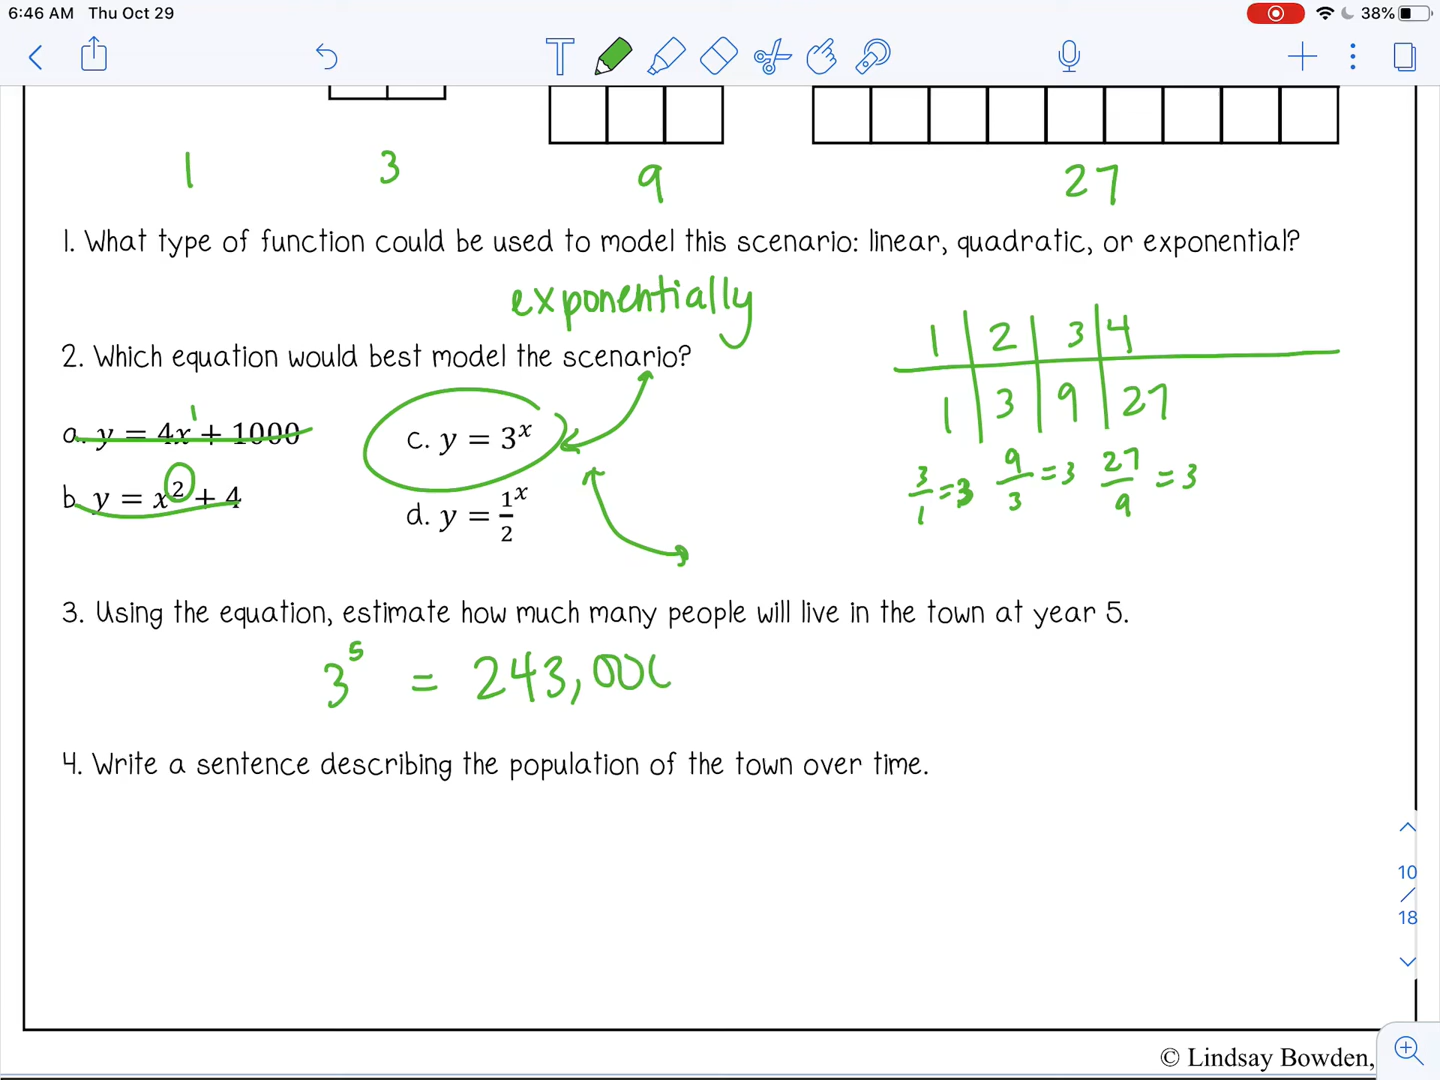 6:46 AM Thu Oct 29 38%
T
1 3 9 27
1. What type of function could be used to model this scenario: linear, quadratic, or exponential?
exponentially
1 2 3 4
1 3 9 27
3/1 = 3 9/3 = 3 27/9 = 3
2. Which equation would best model the scenario?
a. y = 4x¹ + 1000
c. y = 3ˣ
b. y = x² + 4
d. y = 1/2ˣ
3. Using the equation, estimate how much many people will live in the town at year 5.
3⁵ = 243,000
4. Write a sentence describing the population of the town over time.
10
/
18
© Lindsay Bowden,